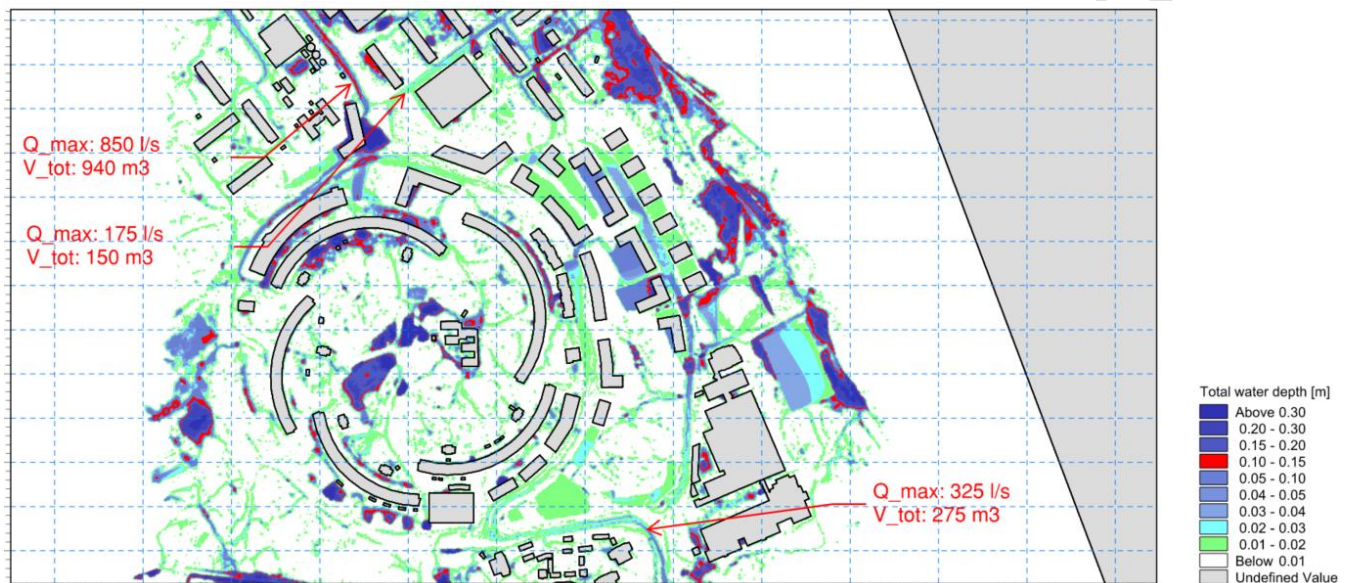 Q_max: 850 l/s
V_tot: 940 m3
Q_max: 175 l/s
V_tot: 150 m3
Q_max: 325 l/s
V_tot: 275 m3
Total water depth [m]
Above 0.30
0.20 - 0.30
0.15 - 0.20
0.10 - 0.15
0.05 - 0.10
0.04 - 0.05
0.03 - 0.04
0.02 - 0.03
0.01 - 0.02
Below 0.01
Undefined Value